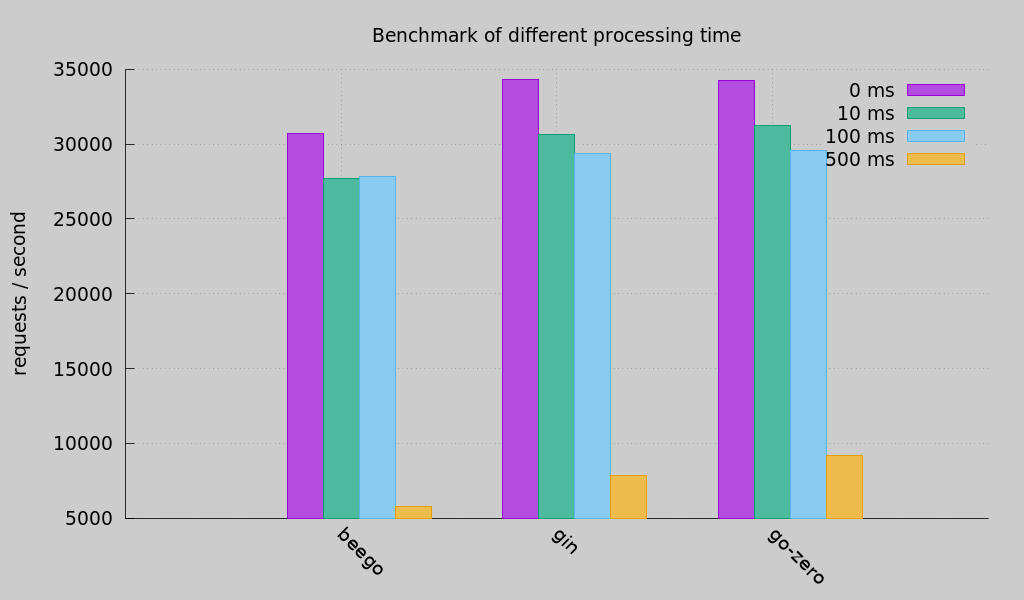 Benchmark of different processing time
35000
30000
25000
20000
15000
10000
5000
requests / second
0 ms
10 ms
100 ms
500 ms
beego
gin
go-zero